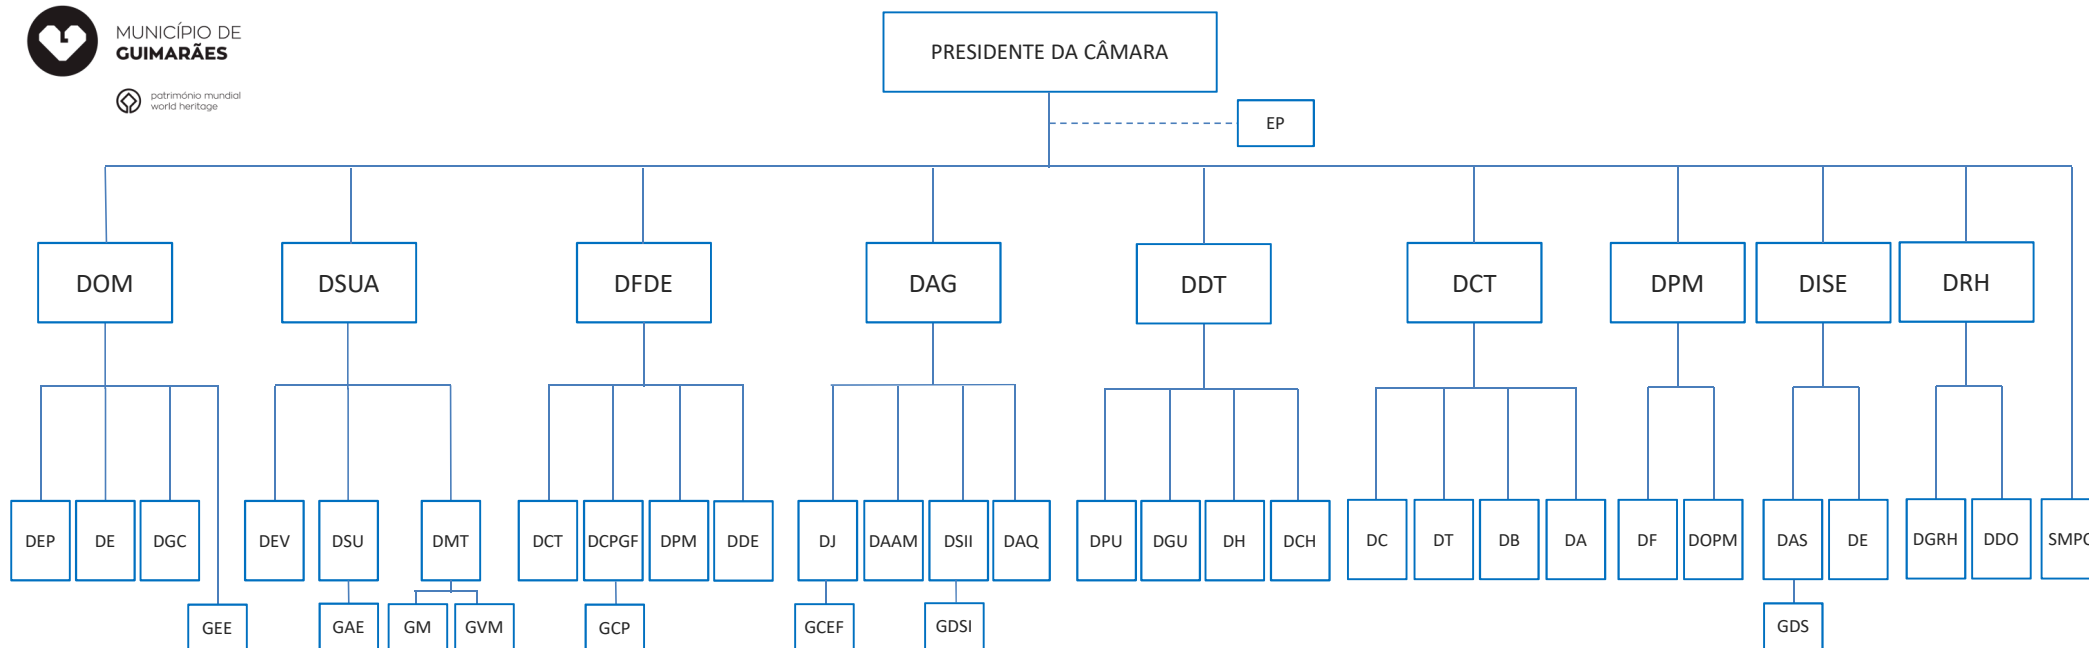 MUNICÍPIO DE
GUIMARÃES
património mundial
world heritage
PRESIDENTE DA CÂMARA
EP
DOM
DSUA
DFDE
DAG
DDT
DCT
DPM
DISE
DRH
DEP
DE
DGC
DEV
DSU
DMT
DCT
DCPGF
DPM
DDE
DJ
DAAM
DSII
DAQ
DPU
DGU
DH
DCH
DC
DT
DB
DA
DF
DOPM
DAS
DE
DGRH
DDO
SMPC
GEE
GAE
GM
GVM
GCP
GCEF
GDSI
GDS